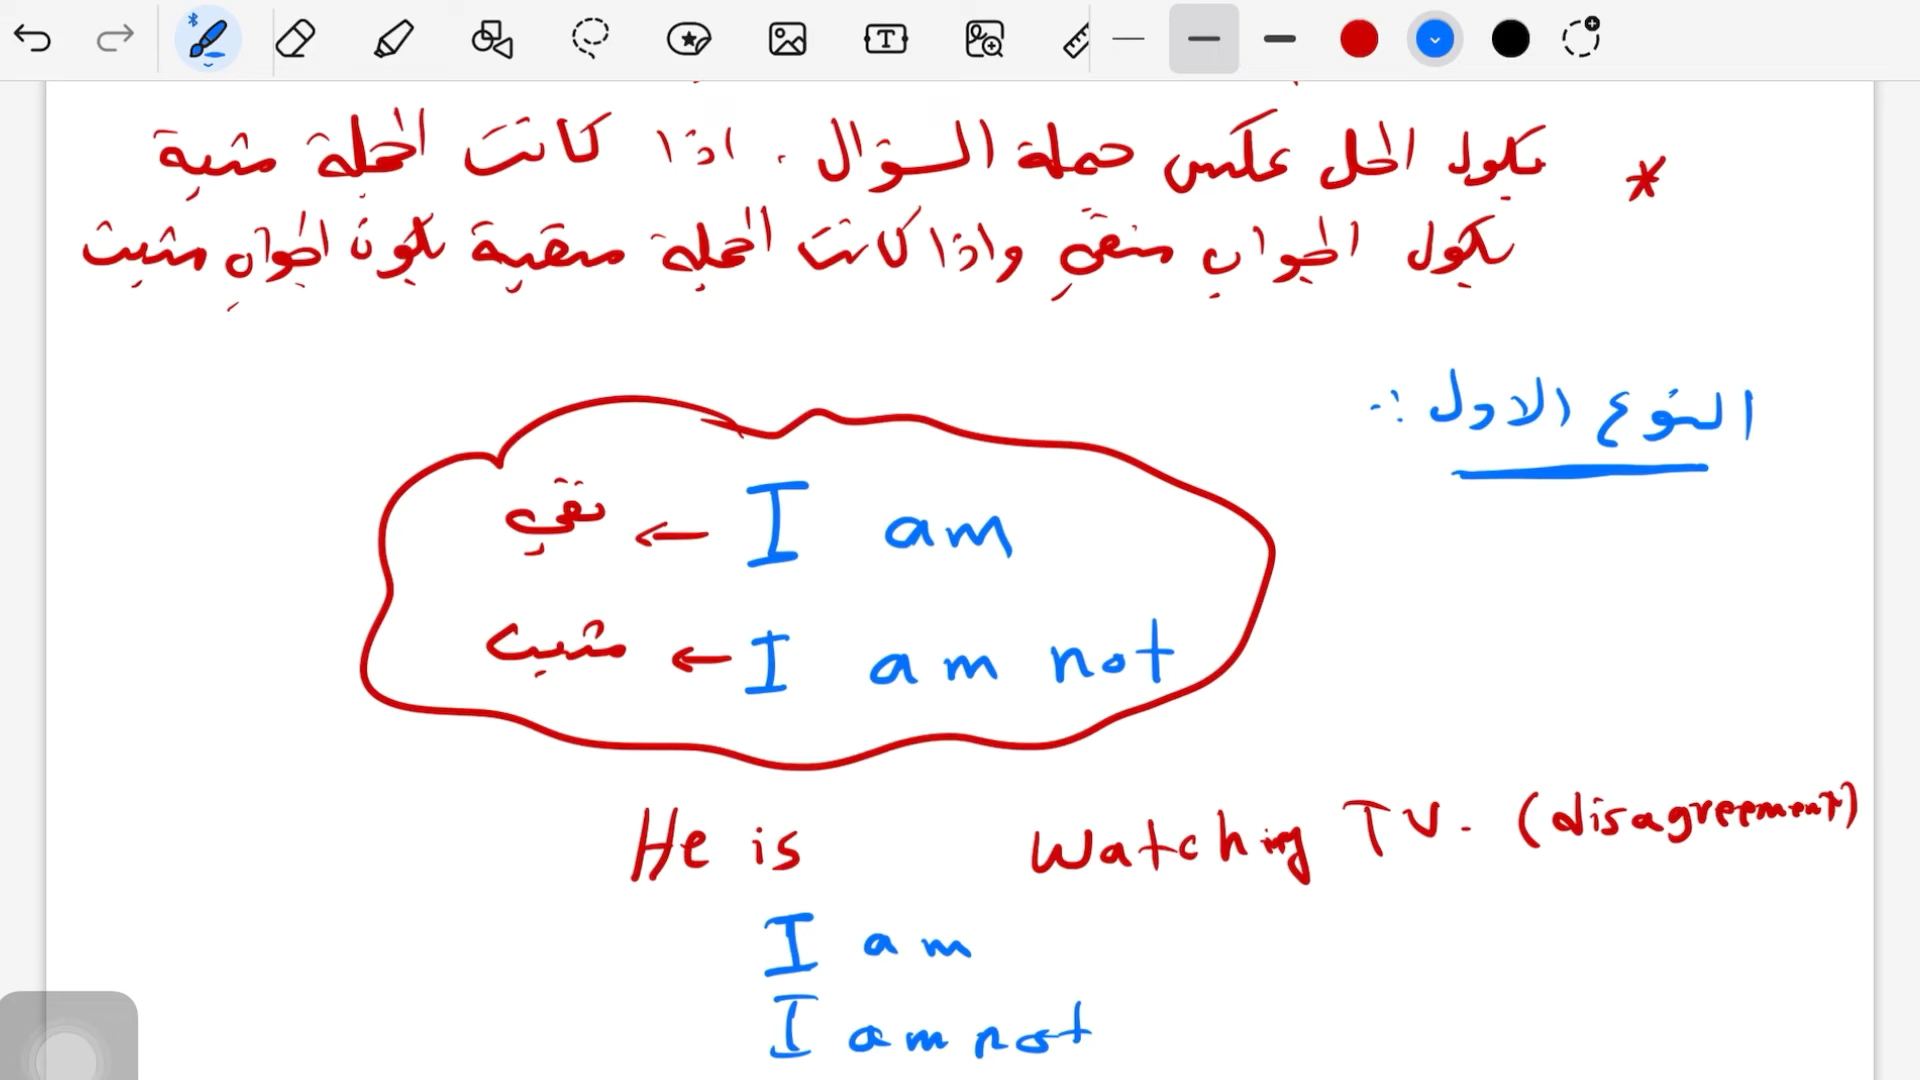 * يكون الحل عكس جملة السؤال . اذا كانت الجملة مثبتة
يكون الجواب منفي واذا كانت الجملة منفية يكون الجواب مثبت
النوع الاول :-
I am ← نفي
I am not ← مثبت
He is watching TV. (disagreement)
I am
I am not